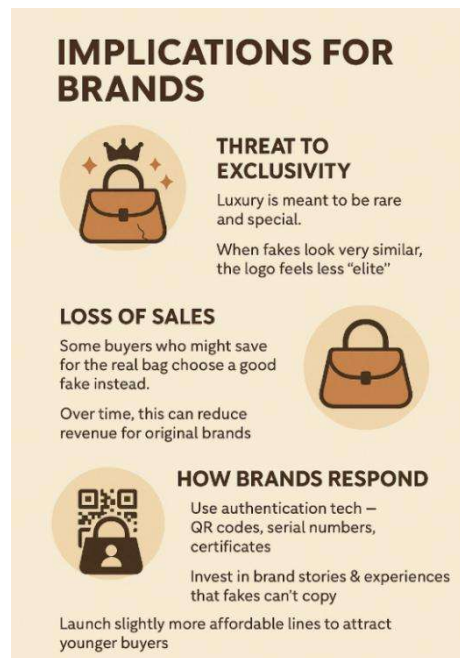 IMPLICATIONS FOR
BRANDS
THREAT TO
EXCLUSIVITY
Luxury is meant to be rare
and special.
When fakes look very similar,
the logo feels less “elite”
LOSS OF SALES
Some buyers who might save
for the real bag choose a good
fake instead.
Over time, this can reduce
revenue for original brands
HOW BRANDS RESPOND
Use authentication tech –
QR codes, serial numbers,
certificates
Invest in brand stories & experiences
that fakes can't copy
Launch slightly more affordable lines to attract
younger buyers